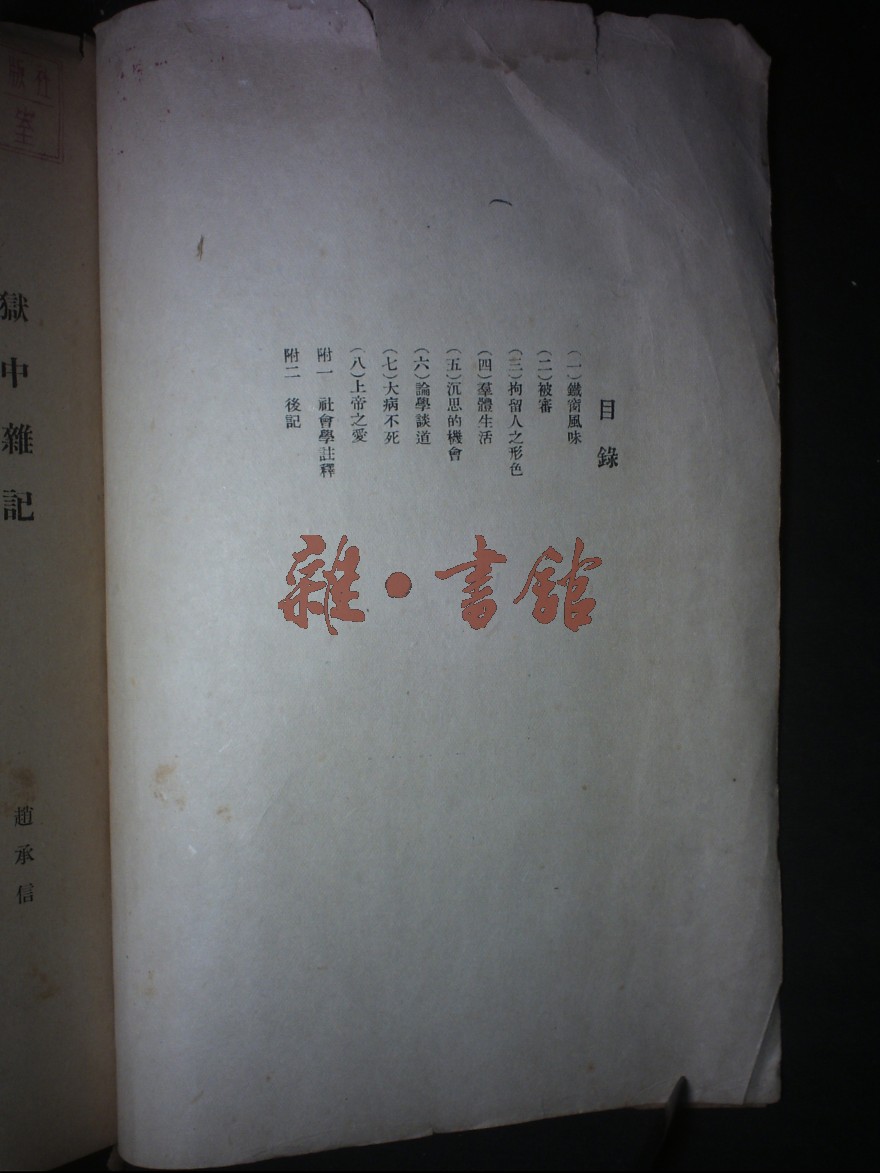 目錄
(一)鐵窗風味
(二)被審
(三)拘留人之形色
(四)羣體生活
(五)沉思的機會
(六)論學談道
(七)大病不死
(八)上帝之愛
附一 社會學註釋
附二 後記
雜·書館
獄中雜記
趙承信
室